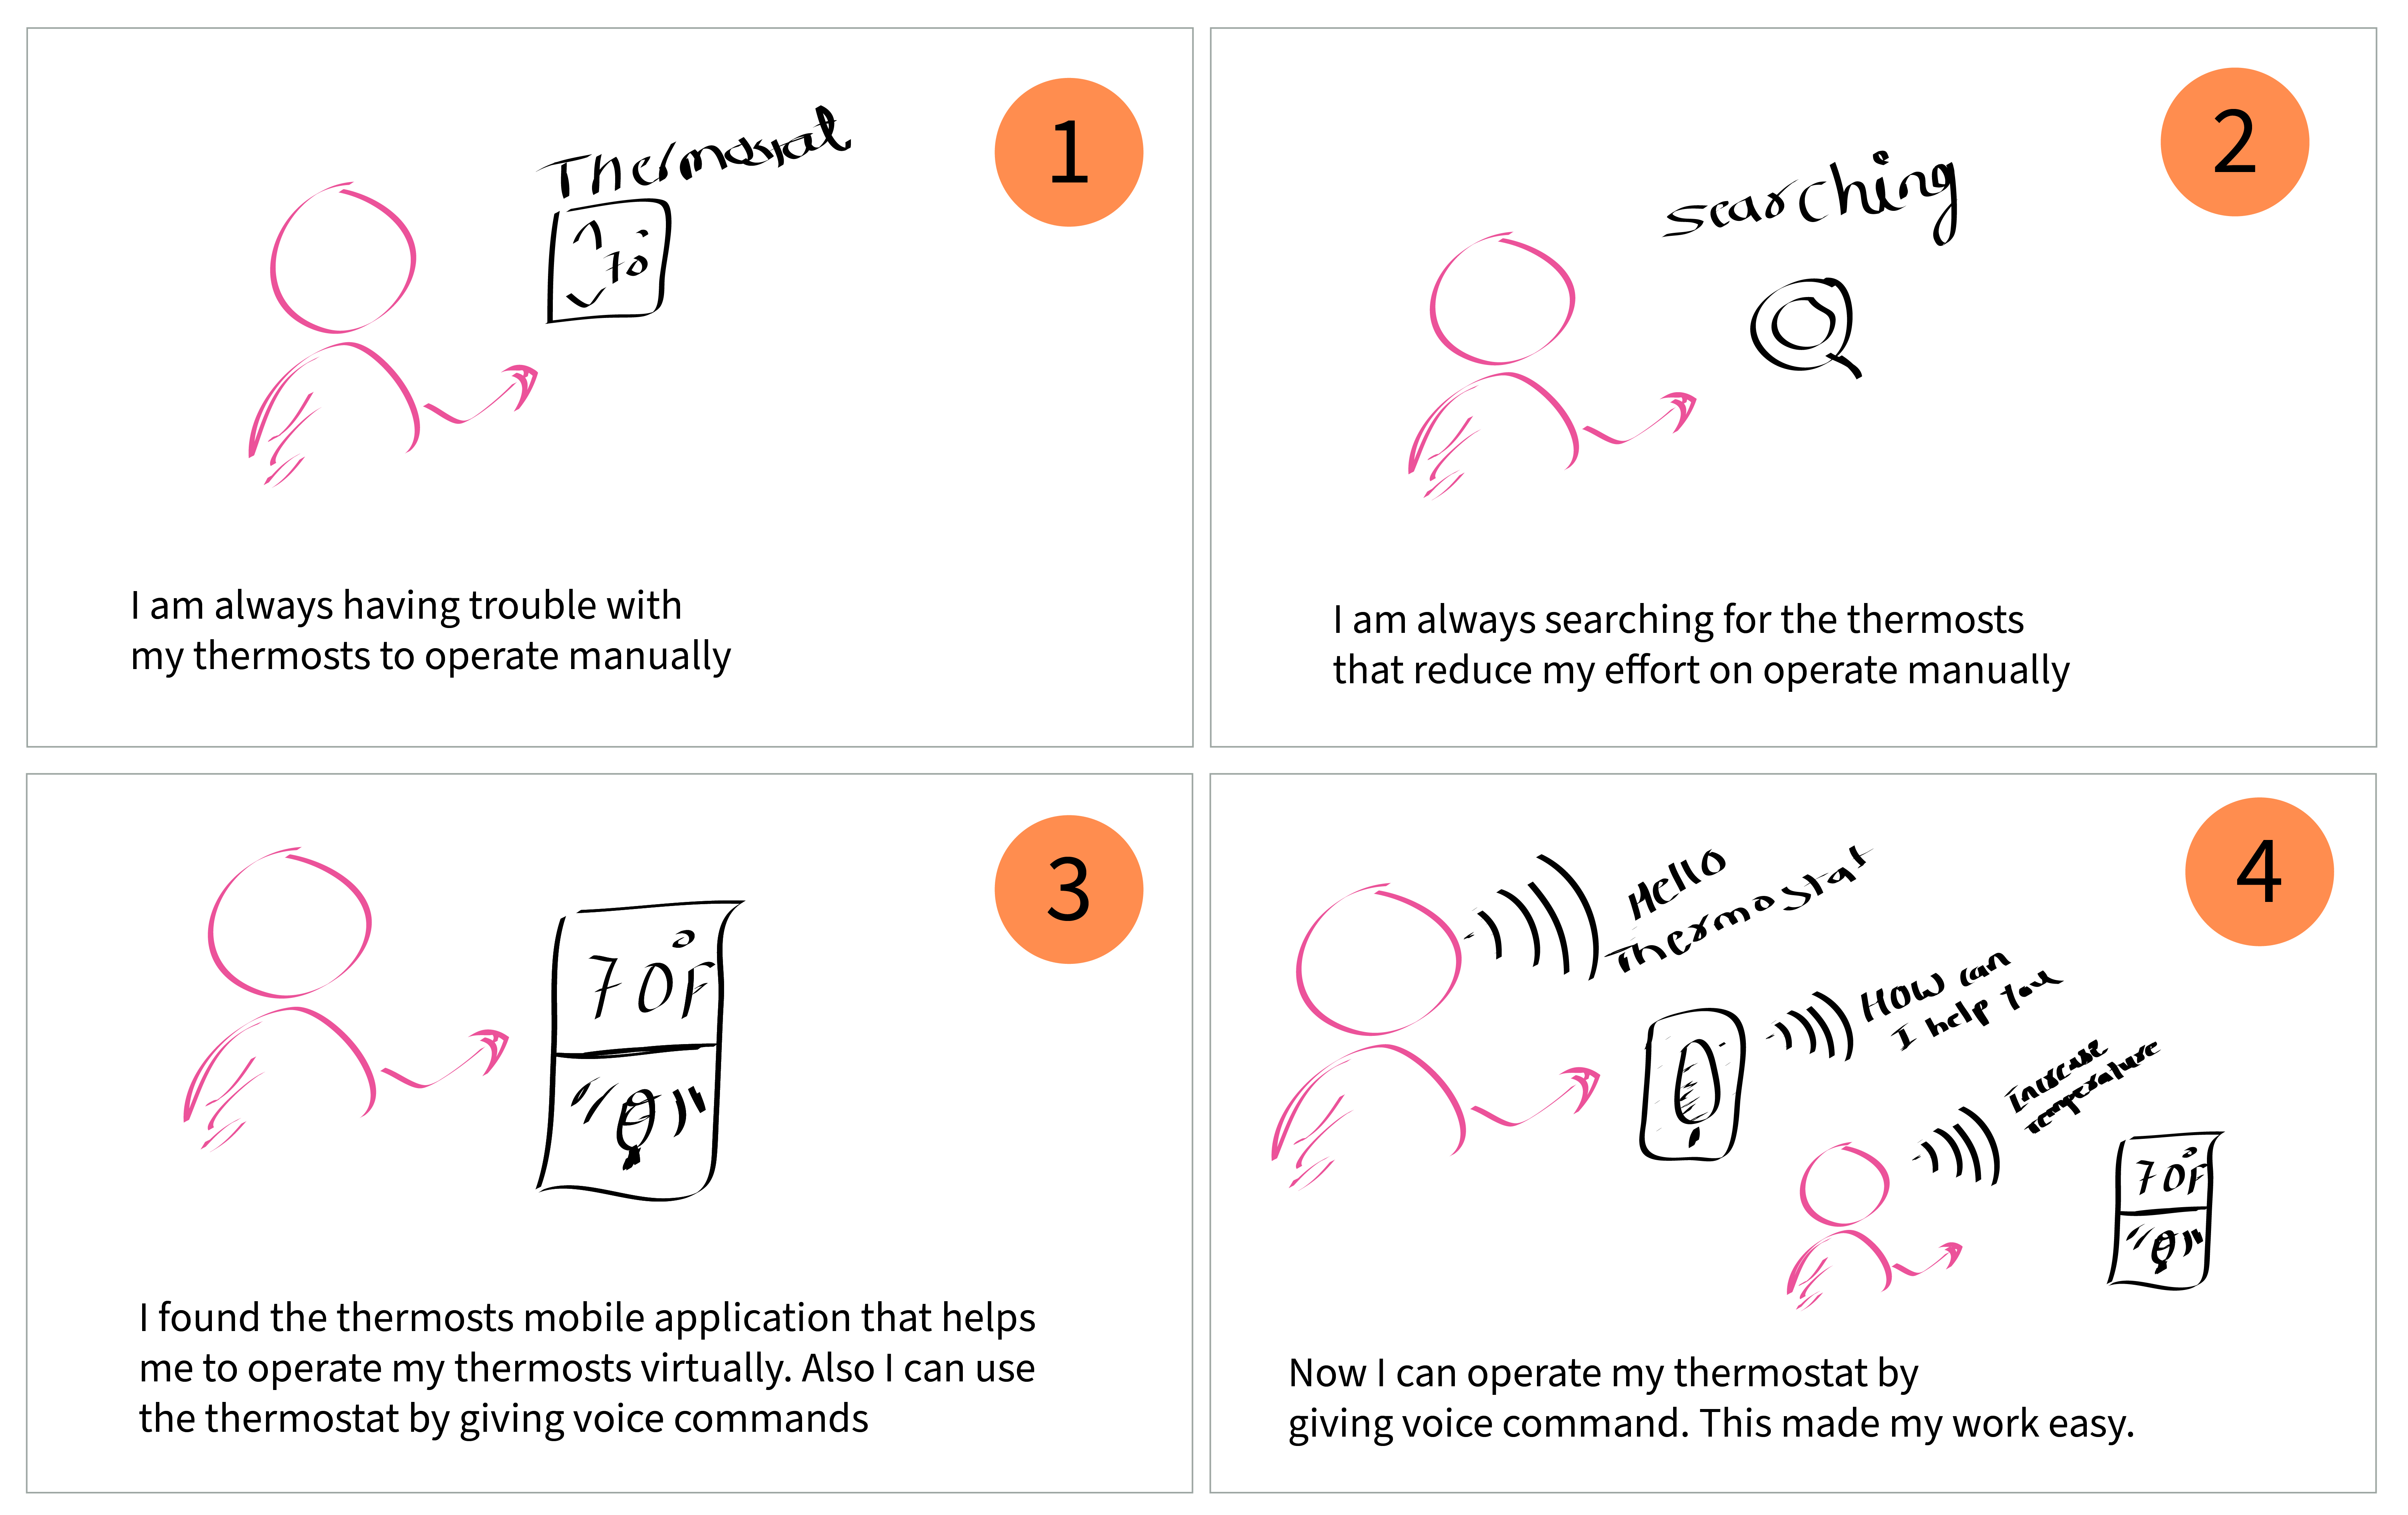 1
Thermostat
70
I am always having trouble with
my thermosts to operate manually
2
searching
I am always searching for the thermosts
that reduce my effort on operate manually
3
70°F
I found the thermosts mobile application that helps
me to operate my thermosts virtually. Also I can use
the thermostat by giving voice commands
4
Hello
Thermostat
How can
I help you
Increase
temperature
70°F
Now I can operate my thermostat by
giving voice command. This made my work easy.